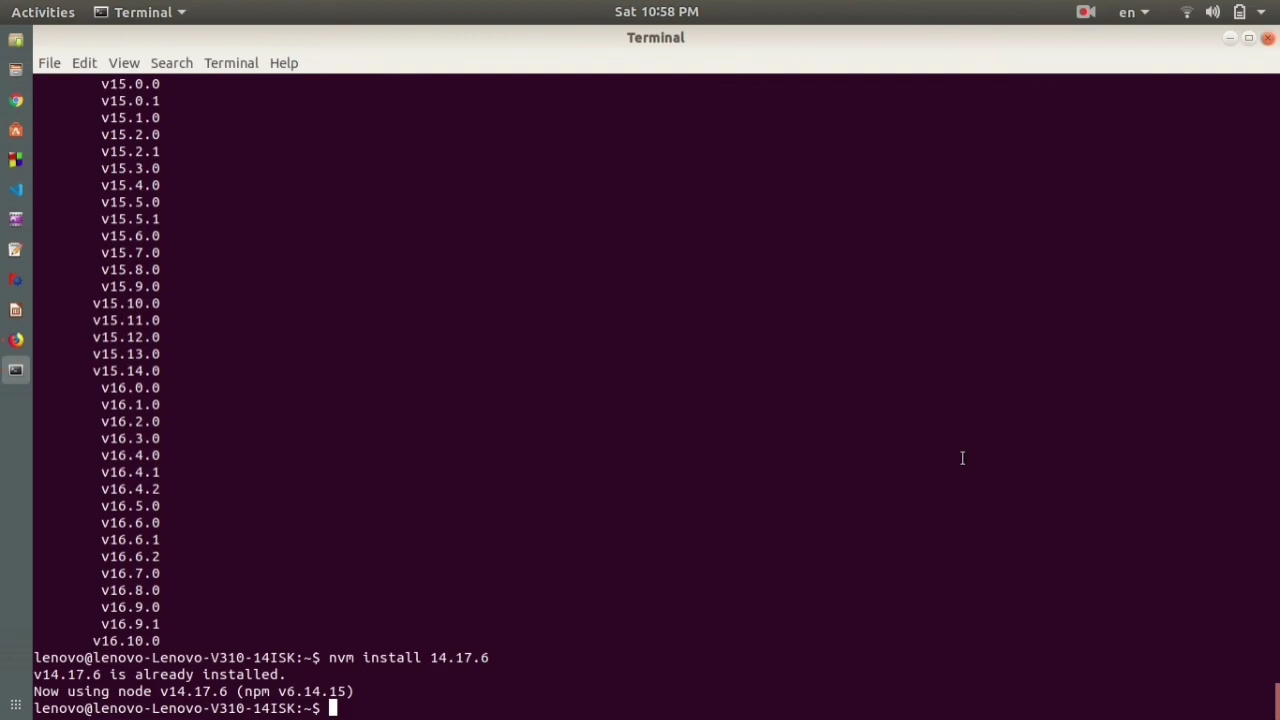 Activities Terminal Sat 10:58 PM en
Terminal
File Edit View Search Terminal Help
v15.0.0
v15.0.1
v15.1.0
v15.2.0
v15.2.1
v15.3.0
v15.4.0
v15.5.0
v15.5.1
v15.6.0
v15.7.0
v15.8.0
v15.9.0
v15.10.0
v15.11.0
v15.12.0
v15.13.0
v15.14.0
v16.0.0
v16.1.0
v16.2.0
v16.3.0
v16.4.0
v16.4.1
v16.4.2
v16.5.0
v16.6.0
v16.6.1
v16.6.2
v16.7.0
v16.8.0
v16.9.0
v16.9.1
v16.10.0
lenovo@lenovo-Lenovo-V310-14ISK:~$ nvm install 14.17.6
v14.17.6 is already installed.
Now using node v14.17.6 (npm v6.14.15)
lenovo@lenovo-Lenovo-V310-14ISK:~$